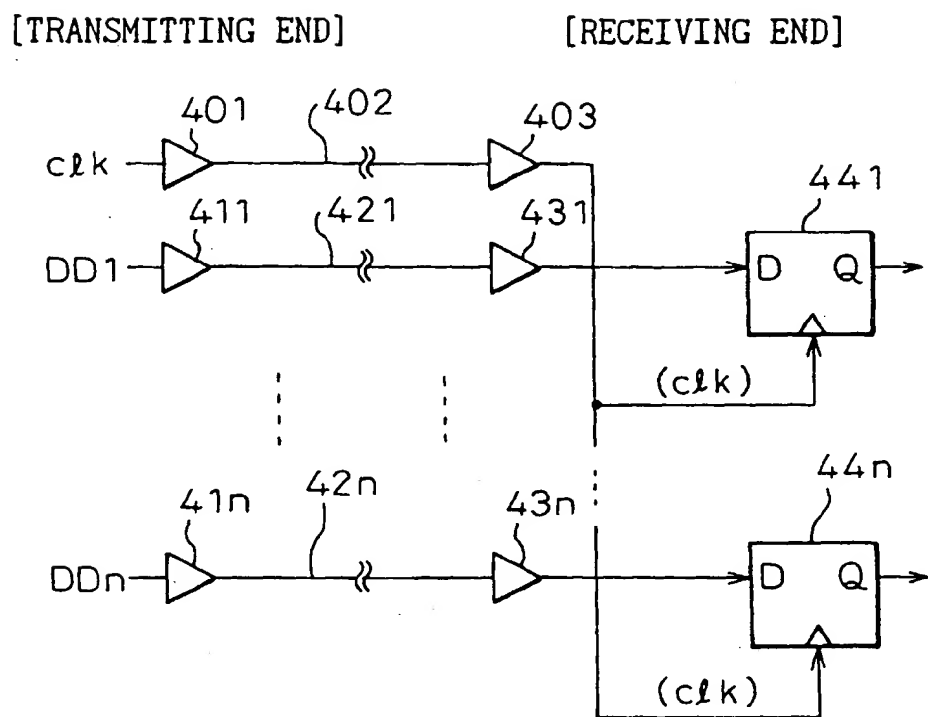 [TRANSMITTING END] [RECEIVING END]
401 402 403
clk
411 421 431 441
DD1 D Q
(clk)
41n 42n 43n 44n
DDn D Q
(clk)